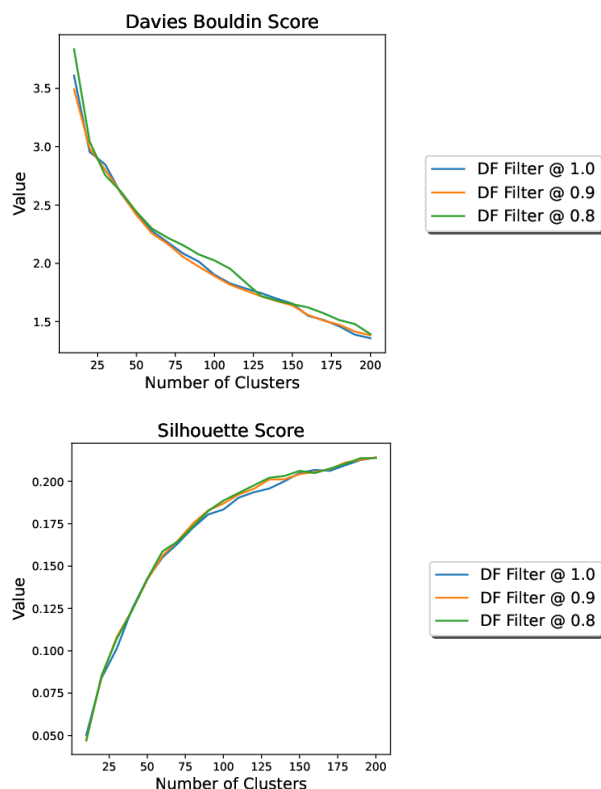 Davies Bouldin Score
Value
3.5
3.0
2.5
2.0
1.5
25 50 75 100 125 150 175 200
Number of Clusters
DF Filter @ 1.0
DF Filter @ 0.9
DF Filter @ 0.8
Silhouette Score
Value
0.200
0.175
0.150
0.125
0.100
0.075
0.050
25 50 75 100 125 150 175 200
Number of Clusters
DF Filter @ 1.0
DF Filter @ 0.9
DF Filter @ 0.8